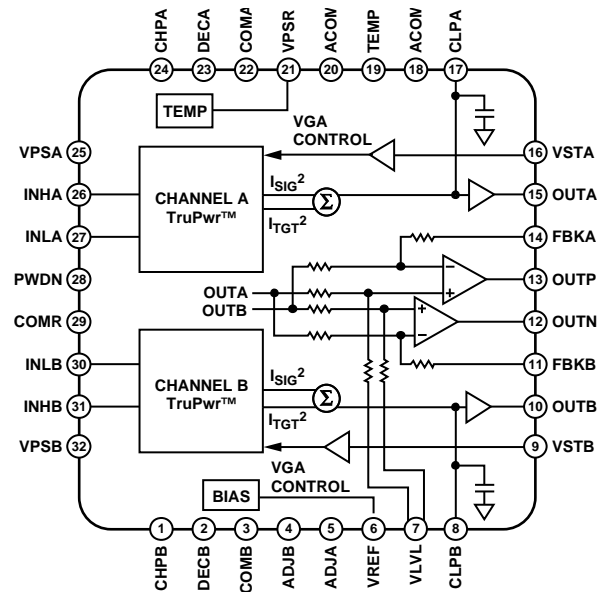 CHPA
DECA
COMA
VPSR
ACOM
TEMP
ACOM
CLPA
24
23
22
21
20
19
18
17
TEMP
VGA
CONTROL
VPSA 25
16 VSTA
INHA 26
CHANNEL A
TruPwr™
ISIG²
Σ
ITGT²
15 OUTA
INLA 27
14 FBKA
PWDN 28
−
+
13 OUTP
OUTA
OUTB
COMR 29
+
−
12 OUTN
INLB 30
11 FBKB
CHANNEL B
TruPwr™
ISIG²
Σ
ITGT²
INHB 31
10 OUTB
VPSB 32
9 VSTB
VGA
CONTROL
BIAS
1
2
3
4
5
6
7
8
CHPB
DECB
COMB
ADJB
ADJA
VREF
VLVL
CLPB